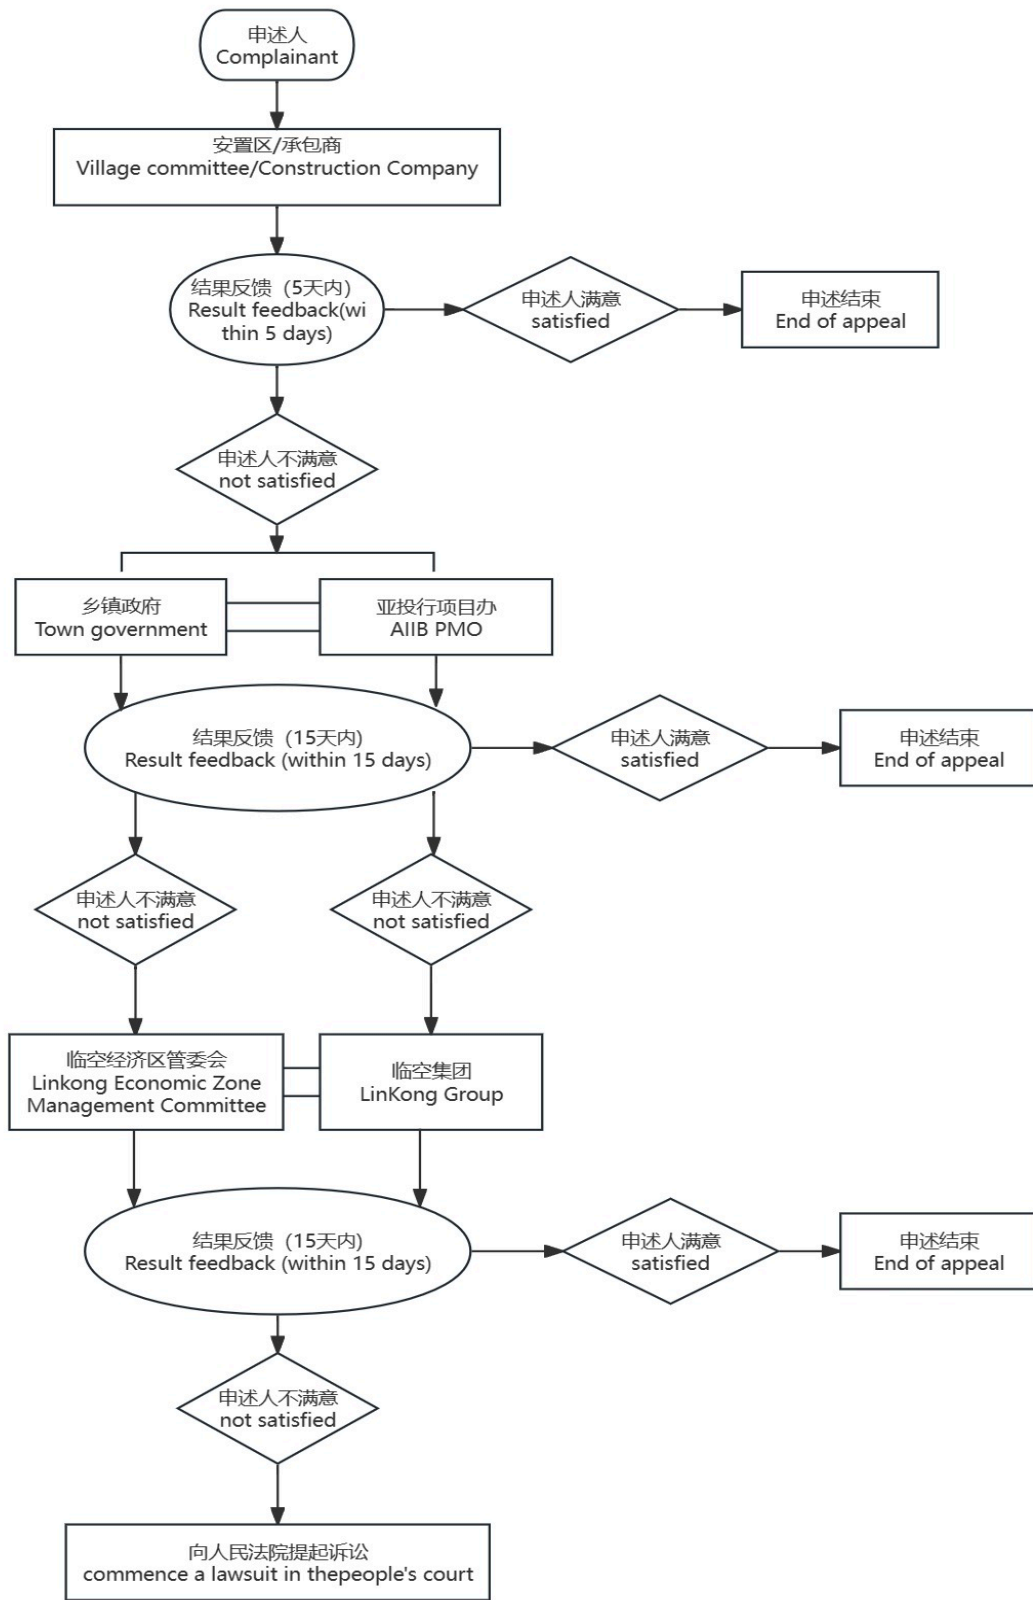 申述人
Complainant
安置区/承包商
Village committee/Construction Company
结果反馈（5天内）
Result feedback(wi
thin 5 days)
申述人满意
satisfied
申述结束
End of appeal
申述人不满意
not satisfied
乡镇政府
Town government
亚投行项目办
AIIB PMO
结果反馈（15天内）
Result feedback (within 15 days)
申述人满意
satisfied
申述结束
End of appeal
申述人不满意
not satisfied
申述人不满意
not satisfied
临空经济区管委会
Linkong Economic Zone
Management Committee
临空集团
LinKong Group
结果反馈（15天内）
Result feedback (within 15 days)
申述人满意
satisfied
申述结束
End of appeal
申述人不满意
not satisfied
向人民法院提起诉讼
commence a lawsuit in thepeople's court